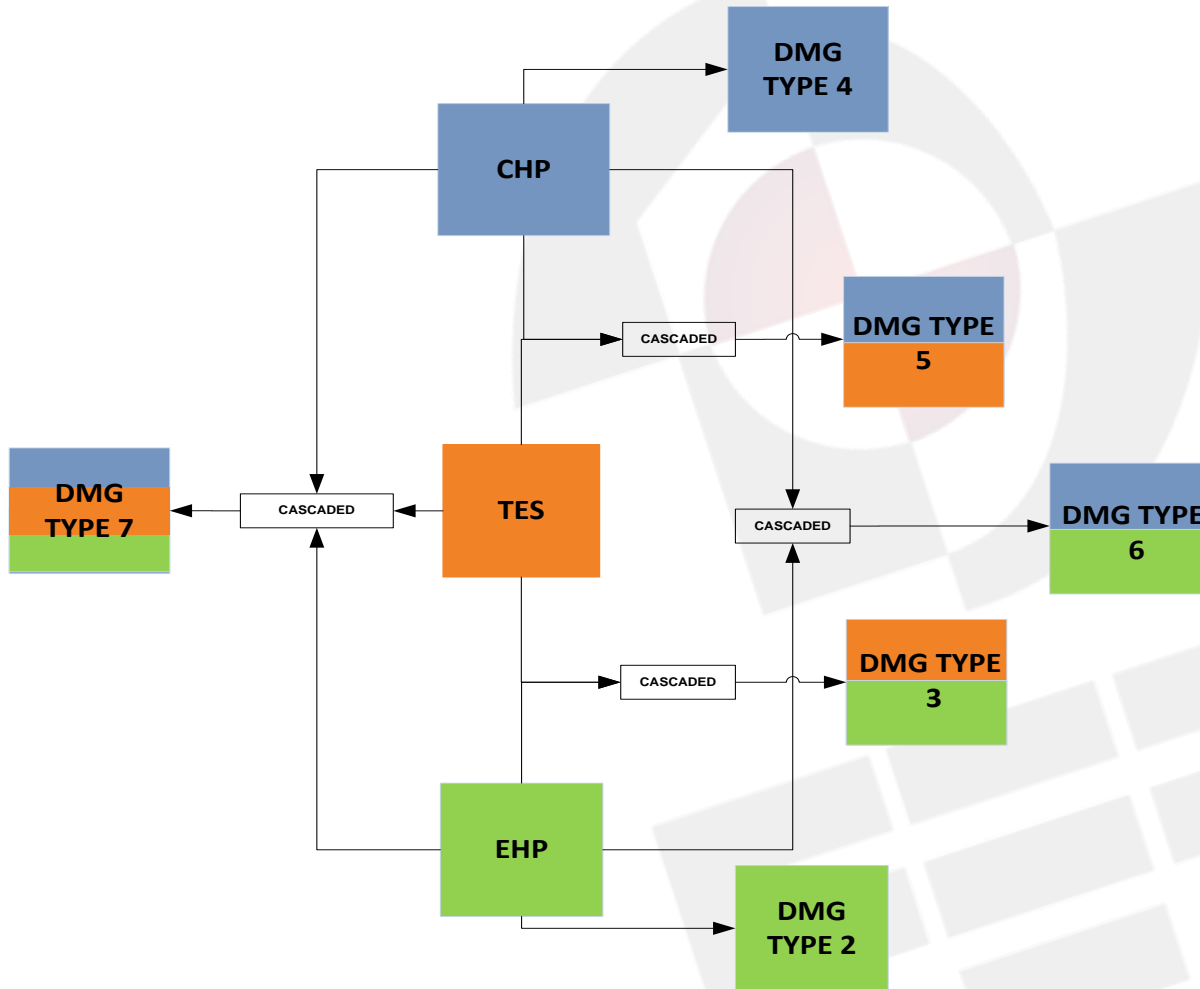 DMG
TYPE 4
CHP
DMG TYPE
5
CASCADED
DMG
TYPE 7
CASCADED
TES
CASCADED
DMG TYPE
6
CASCADED
DMG TYPE
3
EHP
DMG
TYPE 2